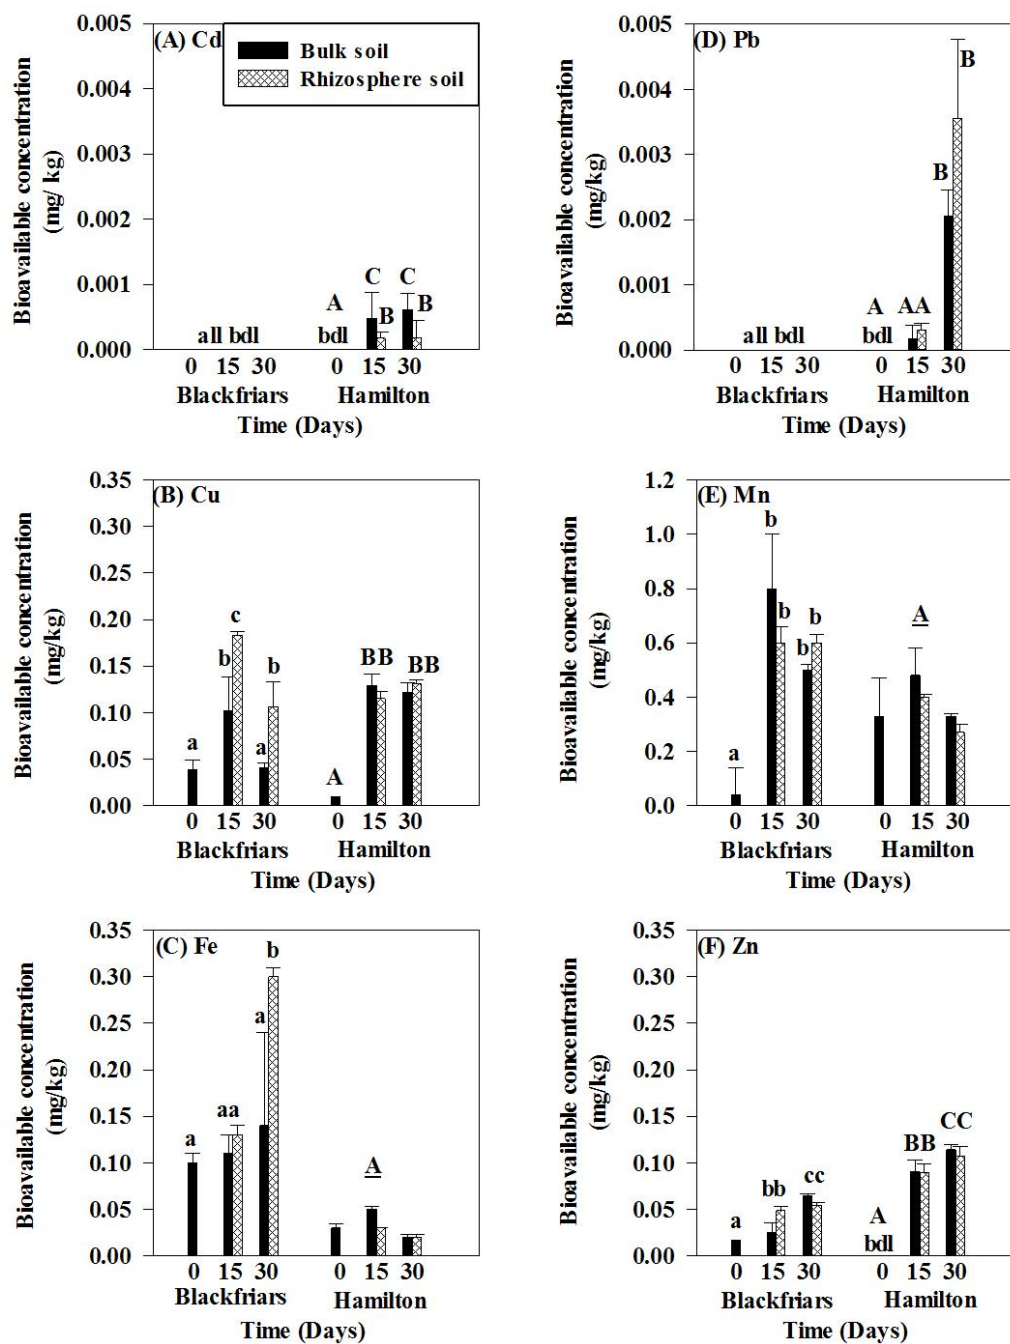 (A) Cd
Bulk soil
Rhizosphere soil
Bioavailable concentration
(mg/ kg)
0.005
0.004
0.003
0.002
0.001
0.000
all bdl
A
bdl
C
B
C
B
0 15 30 0 15 30
Blackfriars Hamilton
Time (Days)
(D) Pb
Bioavailable concentration
(mg/kg)
0.005
0.004
0.003
0.002
0.001
0.000
all bdl
A
bdl
AA
B
B
0 15 30 0 15 30
Blackfriars Hamilton
Time (Days)
(B) Cu
Bioavailable concentration
(mg/kg)
0.35
0.30
0.25
0.20
0.15
0.10
0.05
0.00
a
b
c
a
b
A
BB
BB
0 15 30 0 15 30
Blackfriars Hamilton
Time (Days)
(E) Mn
Bioavailable concentration
(mg/kg)
1.2
1.0
0.8
0.6
0.4
0.2
0.0
a
b
b
b
b
A
0 15 30 0 15 30
Blackfriars Hamilton
Time (Days)
(C) Fe
Bioavailable concentration
(mg/kg)
0.35
0.30
0.25
0.20
0.15
0.10
0.05
0.00
a
aa
a
b
A
0 15 30 0 15 30
Blackfriars Hamilton
Time (Days)
(F) Zn
Bioavailable concentration
(mg/kg)
0.35
0.30
0.25
0.20
0.15
0.10
0.05
0.00
a
bb
cc
A
bdl
BB
CC
0 15 30 0 15 30
Blackfriars Hamilton
Time (Days)